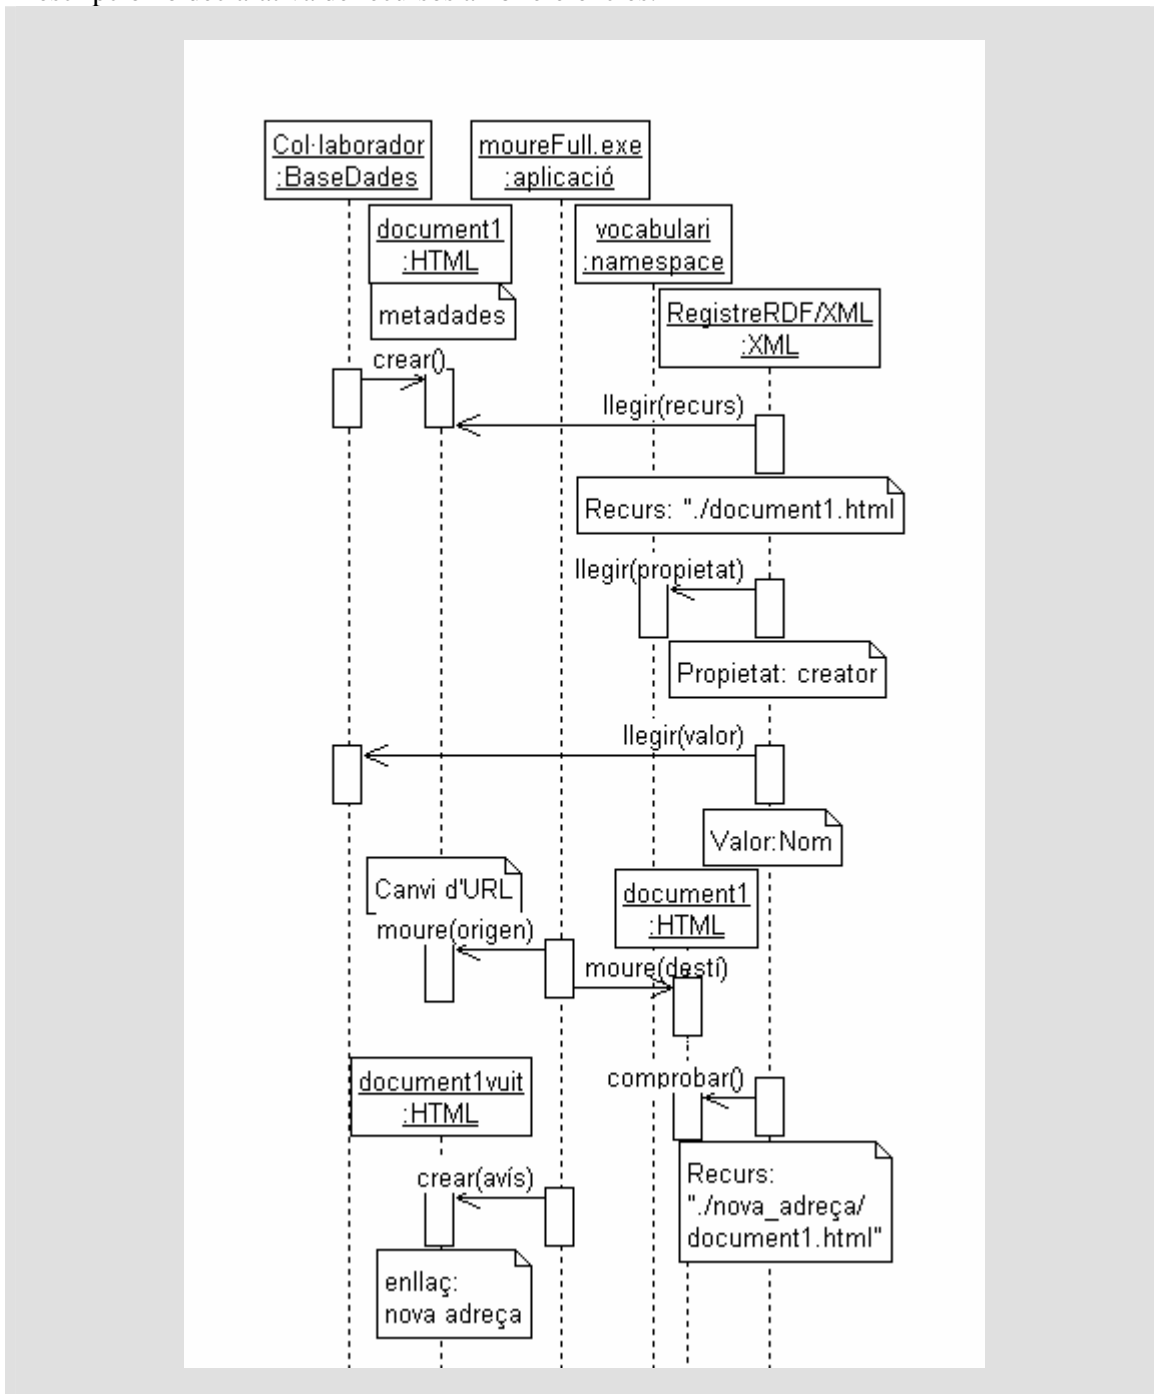 Col·laborador
:BaseDades
moureFull.exe
:aplicació
document1
:HTML
vocabulari
:namespace
metadades
RegistreRDF/XML
:XML
crear()
llegir(recurs)
Recurs: "./document1.html
llegir(propietat)
Propietat: creator
llegir(valor)
Valor:Nom
Canvi d'URL
document1
:HTML
moure(origen)
moure(destí)
document1vuit
:HTML
comprobar()
Recurs:
"./nova_adreça/
document1.html"
crear(avís)
enllaç:
nova adreça